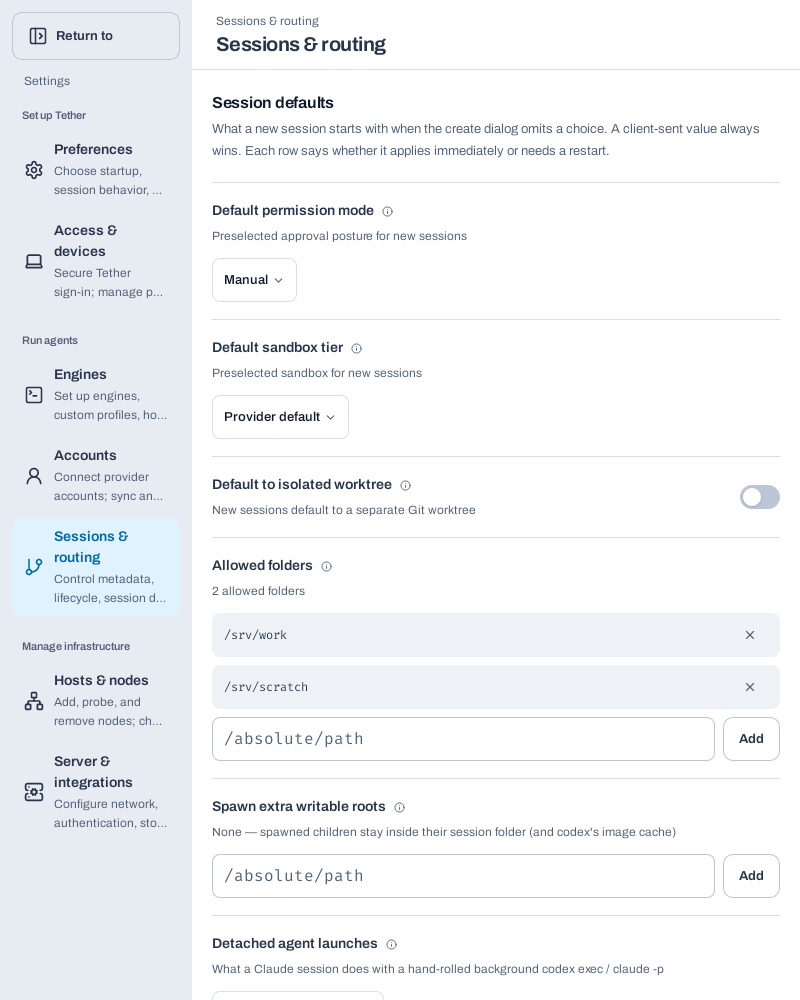 Return to
Settings
Set up Tether
Preferences
Choose startup,
session behavior, ...
Access &
devices
Secure Tether
sign-in; manage p...
Run agents
Engines
Set up engines,
custom profiles, ho...
Accounts
Connect provider
accounts; sync an...
Sessions &
routing
Control metadata,
lifecycle, session d...
Manage infrastructure
Hosts & nodes
Add, probe, and
remove nodes; ch...
Server &
integrations
Configure network,
authentication, sto...
Sessions & routing
Sessions & routing
Session defaults
What a new session starts with when the create dialog omits a choice. A client-sent value always
wins. Each row says whether it applies immediately or needs a restart.
Default permission mode
Preselected approval posture for new sessions
Manual
Default sandbox tier
Preselected sandbox for new sessions
Provider default
Default to isolated worktree
New sessions default to a separate Git worktree
Allowed folders
2 allowed folders
/srv/work
/srv/scratch
/absolute/path
Add
Spawn extra writable roots
None — spawned children stay inside their session folder (and codex's image cache)
/absolute/path
Add
Detached agent launches
What a Claude session does with a hand-rolled background codex exec / claude -p